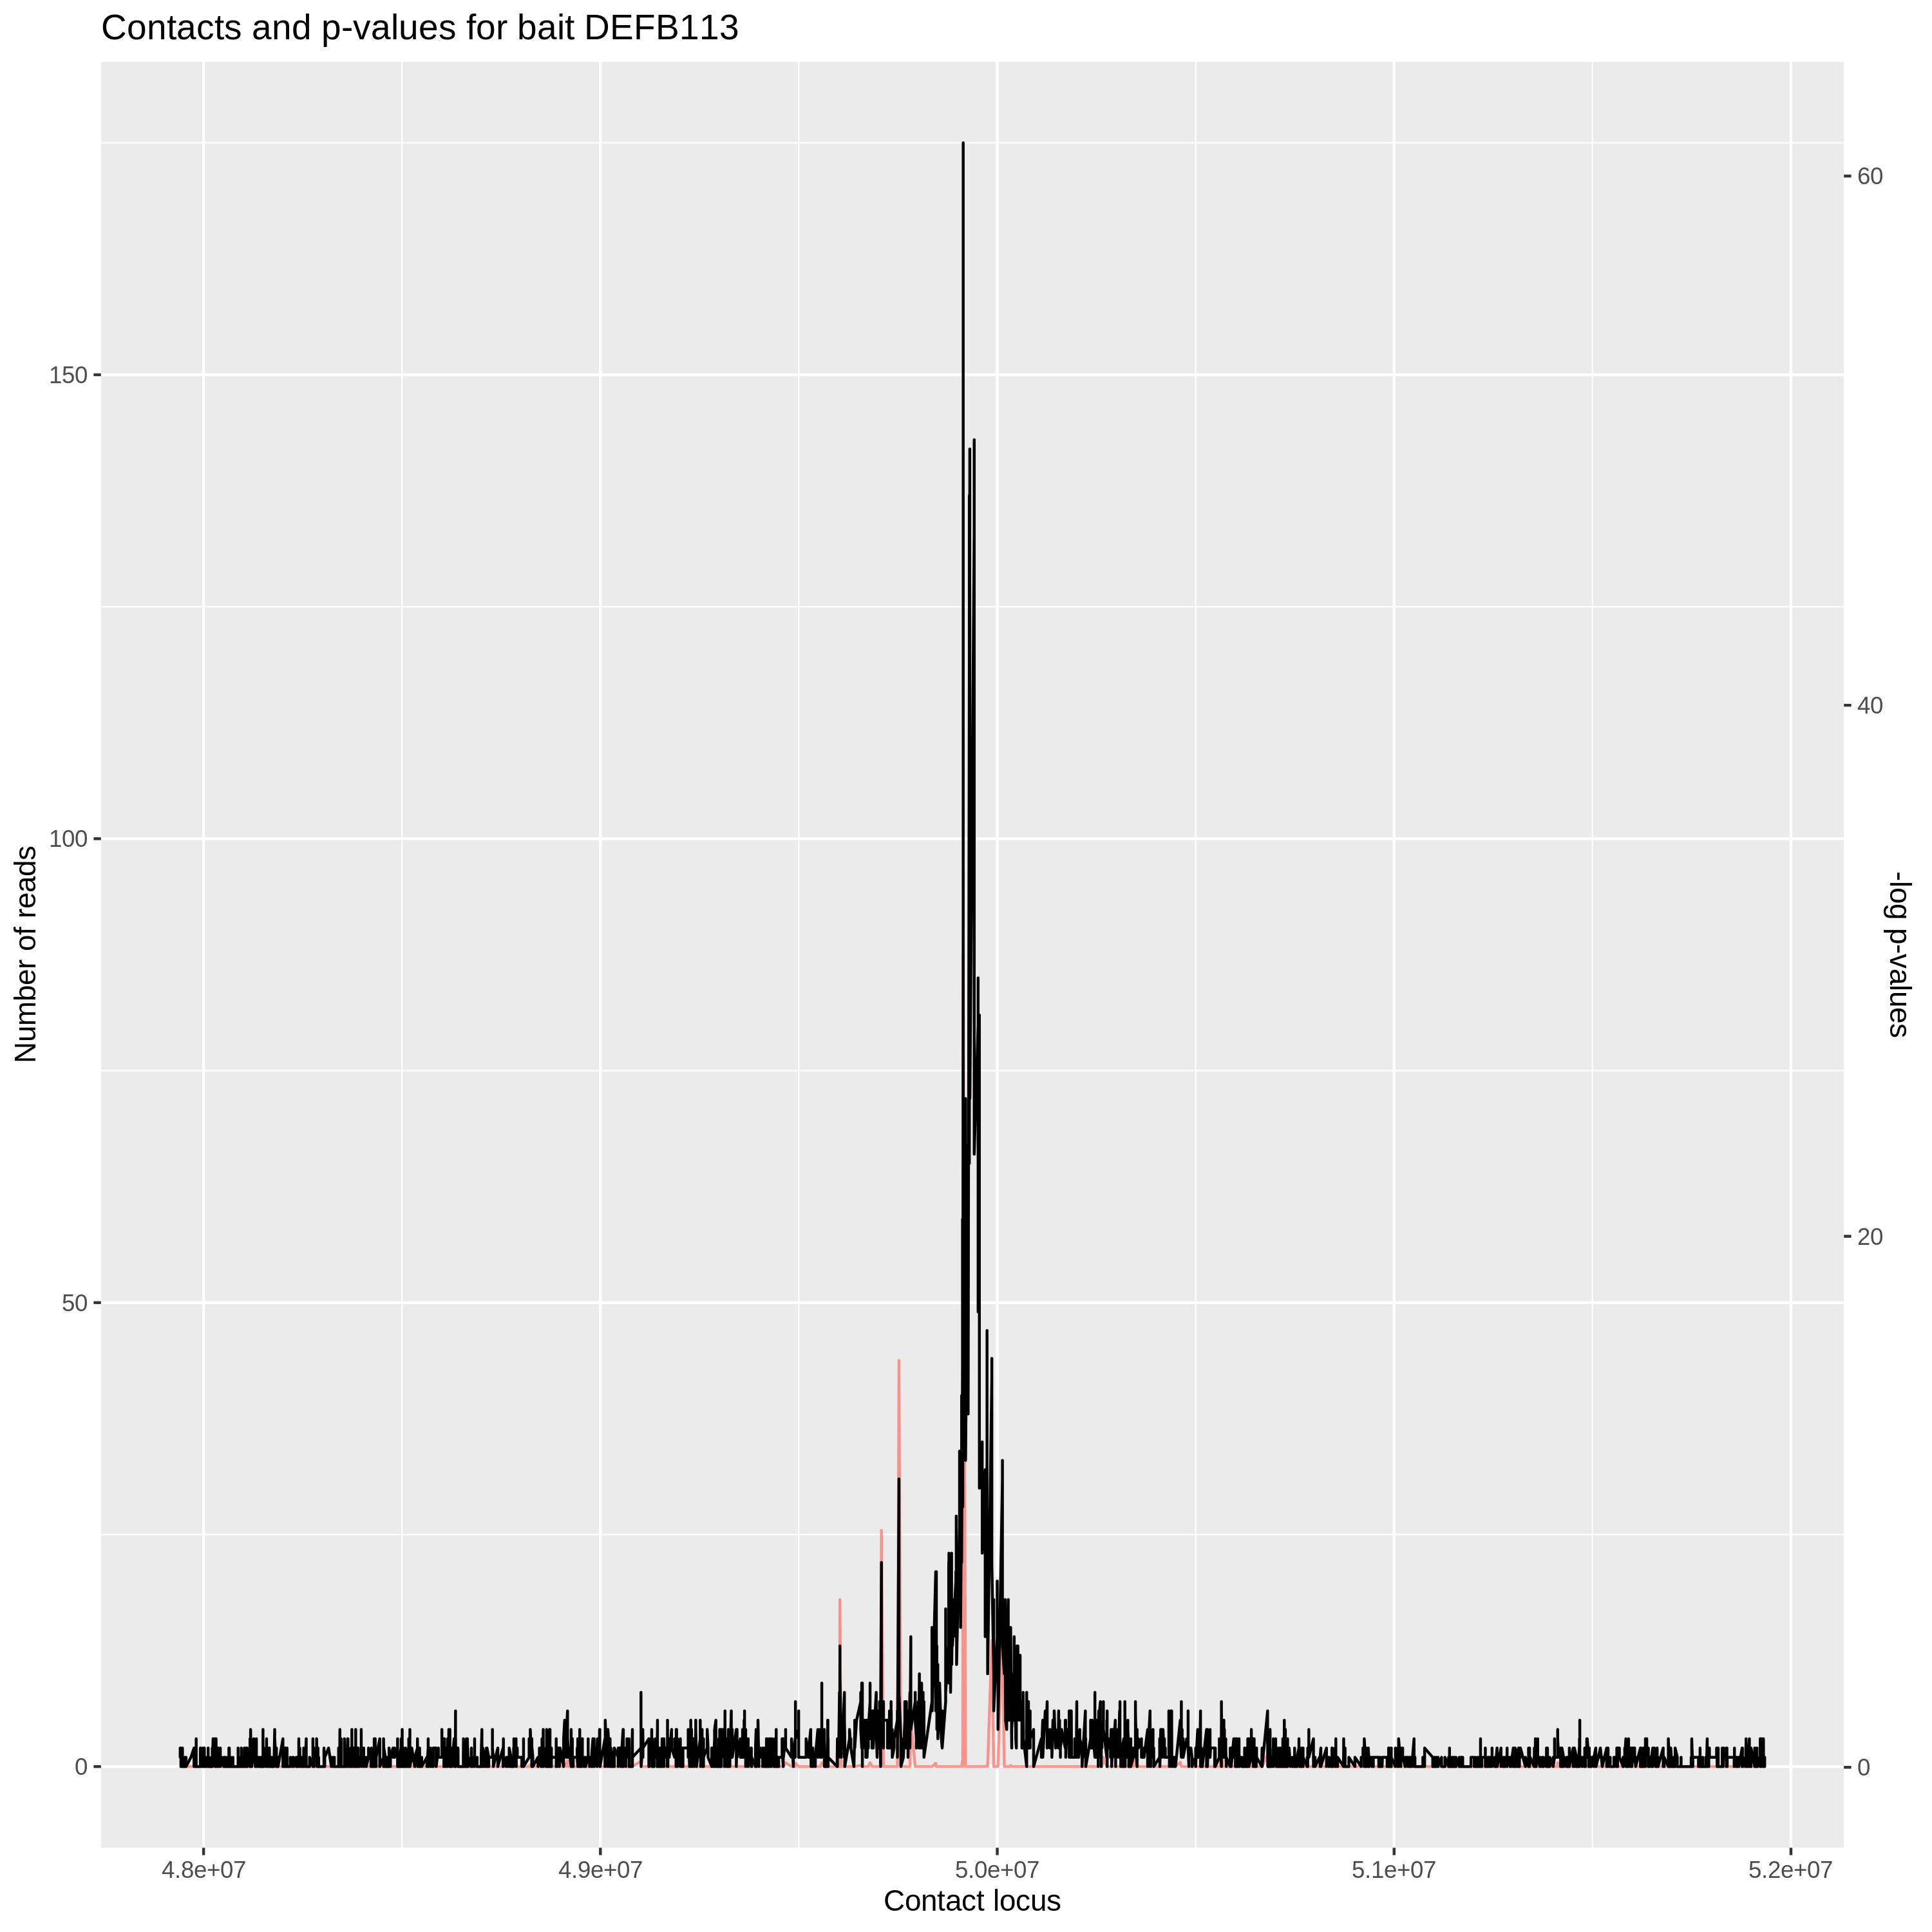 Contacts and p-values for bait DEFB113
150
100
50
0
Number of reads
60
40
20
0
-log p-values
4.8e+07
4.9e+07
5.0e+07
5.1e+07
5.2e+07
Contact locus